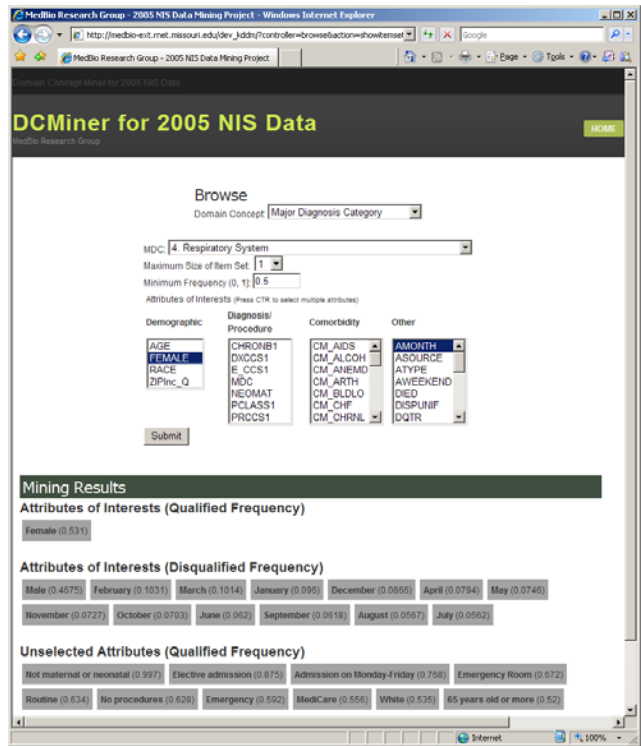 MedBio Research Group - 2005 NIS Data Mining Project - Windows Internet Explorer
http://medbio-ext.rnet.missouri.edu/dev_kddm/?controller=browse&action=showitemset
Google
MedBio Research Group - 2005 NIS Data Mining Project
Page Tools
Domain Concept Miner for 2005 NIS Data
DCMiner for 2005 NIS Data
HOME
MedBio Research Group
Browse
Domain Concept: Major Diagnosis Category
MDC: 4. Respiratory System
Maximum Size of Item Set: 1
Minimum Frequency (0, 1): 0.5
Attributes of Interests (Press CTR to select multiple attributes)
Demographic Diagnosis/ Procedure Comorbidity Other
AGE
FEMALE
RACE
ZIPInc_Q
CHRONB1
DXCCS1
E_CCS1
MDC
NEOMAT
PCLASS1
PRCCS1
CM_AIDS
CM_ALCOH
CM_ANEMD
CM_ARTH
CM_BLDLO
CM_CHF
CM_CHRNL
AMONTH
ASOURCE
ATYPE
AWEEKEND
DIED
DISPUNIF
DQTR
Submit
Mining Results
Attributes of Interests (Qualified Frequency)
Female (0.531)
Attributes of Interests (Disqualified Frequency)
Male (0.4675) February (0.1031) March (0.1014) January (0.096) December (0.0866) April (0.0794) May (0.0746)
November (0.0727) October (0.0703) June (0.062) September (0.0618) August (0.0567) July (0.0562)
Unselected Attributes (Qualified Frequency)
Not maternal or neonatal (0.997) Elective admission (0.875) Admission on Monday-Friday (0.768) Emergency Room (0.672)
Routine (0.634) No procedures (0.628) Emergency (0.592) MediCare (0.556) White (0.535) 65 years old or more (0.52)
Internet 100%